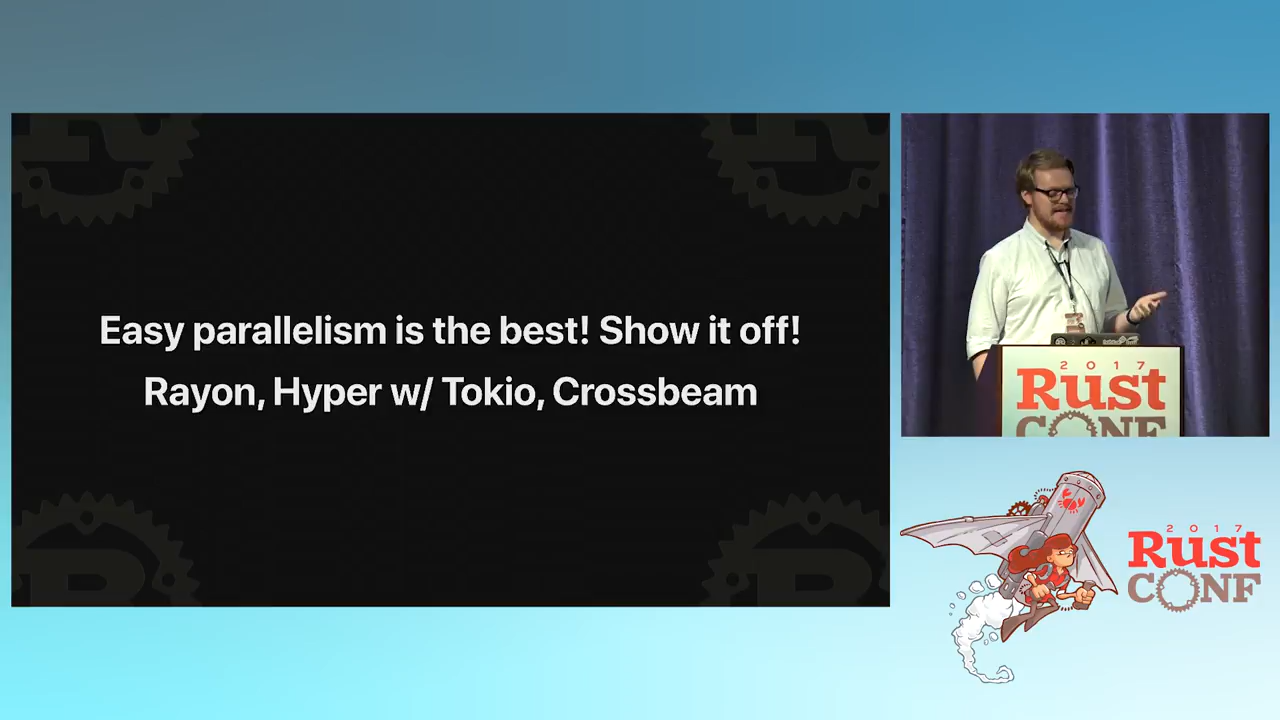 Easy parallelism is the best! Show it off!
Rayon, Hyper w/ Tokio, Crossbeam
2017
Rust
CONF
2017
Rust
CONF